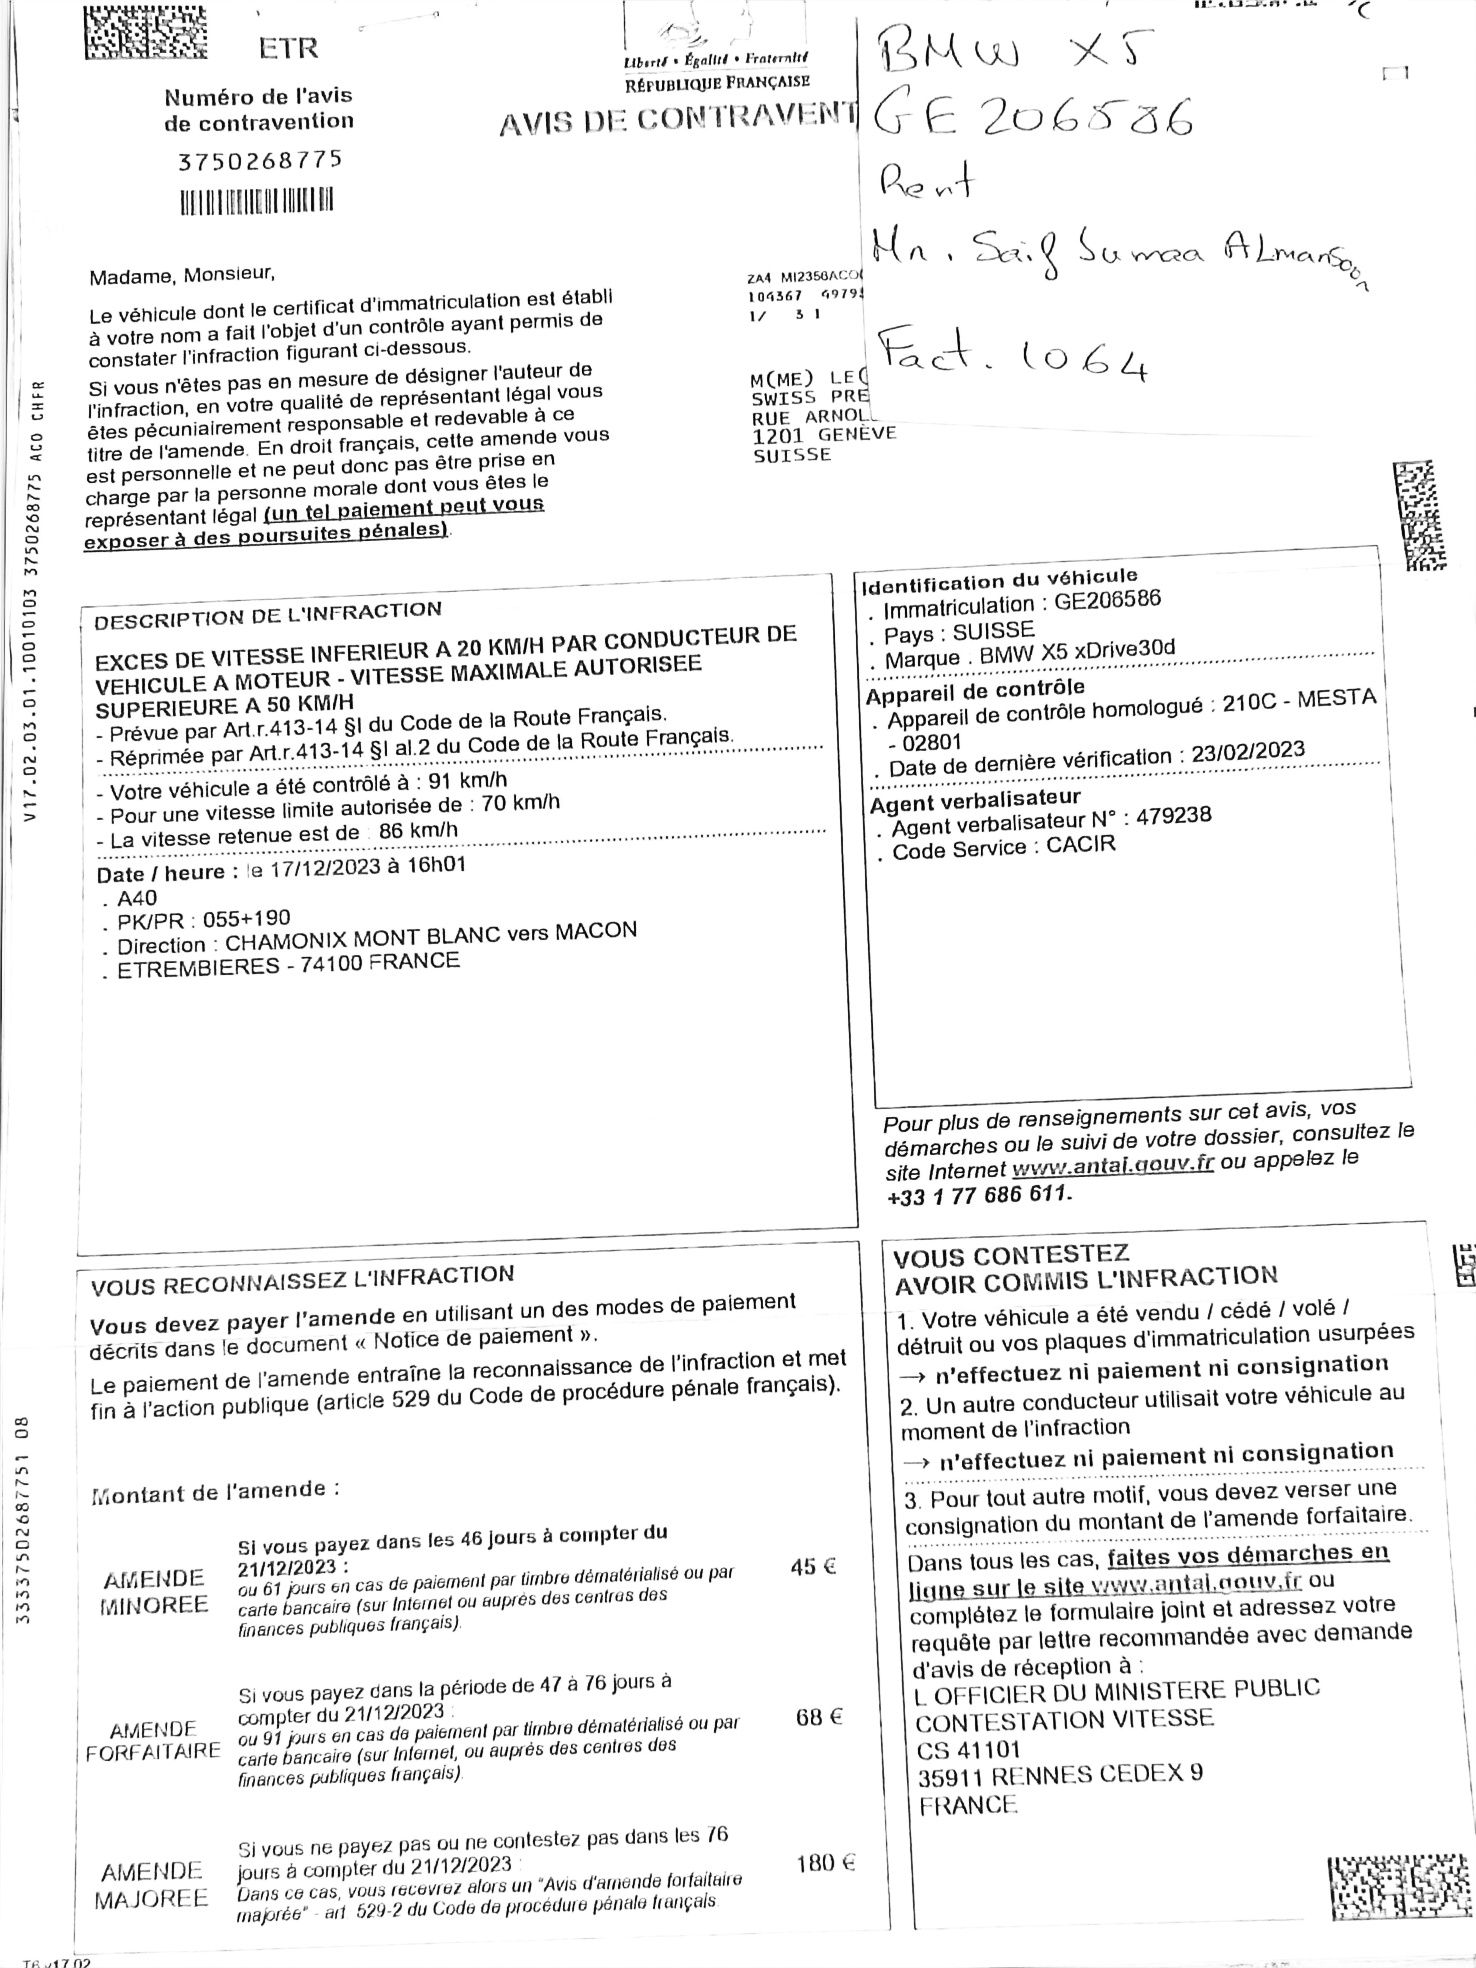 ETR
Numéro de l'avis
de contravention
3750268775
Liberté • Égalité • Fraternité
RÉPUBLIQUE FRANÇAISE
AVIS DE CONTRAVENT
BMW X5
GE 206586
Rent
Mr. Saif Jumaa ALmansoor
Fact. 1064
Madame, Monsieur,
Le véhicule dont le certificat d'immatriculation est établi
à votre nom a fait l'objet d'un contrôle ayant permis de
constater l'infraction figurant ci-dessous.
Si vous n'êtes pas en mesure de désigner l'auteur de
l'infraction, en votre qualité de représentant légal vous
êtes pécuniairement responsable et redevable à ce
titre de l'amende. En droit français, cette amende vous
est personnelle et ne peut donc pas être prise en
charge par la personne morale dont vous êtes le
représentant légal (un tel paiement peut vous
exposer à des poursuites pénales).
ZA4 MI2358ACO
104367 4979
1/ 3 1
M(ME) LE
SWISS PRE
RUE ARNOL
1201 GENÈVE
SUISSE
V17.02.03.01.10010103 3750268775 ACO CHFR
DESCRIPTION DE L'INFRACTION
EXCES DE VITESSE INFERIEUR A 20 KM/H PAR CONDUCTEUR DE
VEHICULE A MOTEUR - VITESSE MAXIMALE AUTORISEE
SUPERIEURE A 50 KM/H
- Prévue par Art.r.413-14 §I du Code de la Route Français.
- Réprimée par Art.r.413-14 §I al.2 du Code de la Route Français.
- Votre véhicule a été contrôlé à : 91 km/h
- Pour une vitesse limite autorisée de : 70 km/h
- La vitesse retenue est de : 86 km/h
Date / heure : le 17/12/2023 à 16h01
. A40
. PK/PR : 055+190
. Direction : CHAMONIX MONT BLANC vers MACON
. ETREMBIERES - 74100 FRANCE
Identification du véhicule
. Immatriculation : GE206586
. Pays : SUISSE
. Marque . BMW X5 xDrive30d
Appareil de contrôle
. Appareil de contrôle homologué : 210C - MESTA
- 02801
. Date de dernière vérification : 23/02/2023
Agent verbalisateur
. Agent verbalisateur N° : 479238
. Code Service : CACIR
Pour plus de renseignements sur cet avis, vos
démarches ou le suivi de votre dossier, consultez le
site Internet www.antai.gouv.fr ou appelez le
+33 1 77 686 611.
VOUS RECONNAISSEZ L'INFRACTION
Vous devez payer l'amende en utilisant un des modes de paiement
décrits dans le document « Notice de paiement ».
Le paiement de l'amende entraîne la reconnaissance de l'infraction et met
fin à l'action publique (article 529 du Code de procédure pénale français).
Montant de l'amende :
AMENDE
MINOREE
Si vous payez dans les 46 jours à compter du
21/12/2023 :
ou 61 jours en cas de paiement par timbre dématérialisé ou par
carte bancaire (sur Internet ou auprès des centres des
finances publiques français).
45 €
AMENDE
FORFAITAIRE
Si vous payez dans la période de 47 à 76 jours à
compter du 21/12/2023 :
ou 91 jours en cas de paiement par timbre dématérialisé ou par
carte bancaire (sur Internet, ou auprès des centres des
finances publiques français).
68 €
AMENDE
MAJOREE
Si vous ne payez pas ou ne contestez pas dans les 76
jours à compter du 21/12/2023 :
Dans ce cas, vous recevrez alors un "Avis d'amende forfaitaire
majorée" - art 529-2 du Code de procédure pénale français
180 €
333375026877​51 08
VOUS CONTESTEZ
AVOIR COMMIS L'INFRACTION
1. Votre véhicule a été vendu / cédé / volé /
détruit ou vos plaques d'immatriculation usurpées
→ n'effectuez ni paiement ni consignation
2. Un autre conducteur utilisait votre véhicule au
moment de l'infraction
→ n'effectuez ni paiement ni consignation
3. Pour tout autre motif, vous devez verser une
consignation du montant de l'amende forfaitaire.
Dans tous les cas, faites vos démarches en
ligne sur le site www.antai.gouv.fr ou
complétez le formulaire joint et adressez votre
requête par lettre recommandée avec demande
d'avis de réception à :
L OFFICIER DU MINISTERE PUBLIC
CONTESTATION VITESSE
CS 41101
35911 RENNES CEDEX 9
FRANCE
T6 v17.02